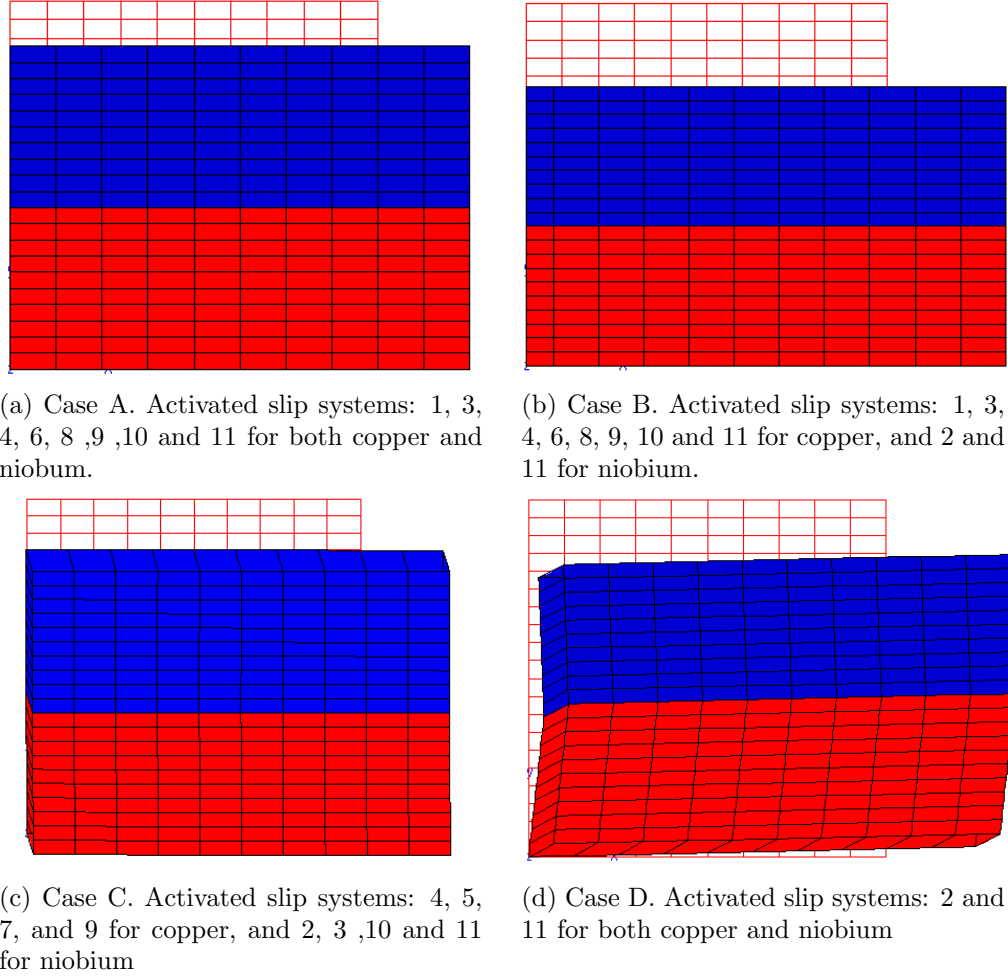 (a) Case A. Activated slip systems: 1, 3,
4, 6, 8 ,9 ,10 and 11 for both copper and
niobum.
(b) Case B. Activated slip systems: 1, 3,
4, 6, 8, 9, 10 and 11 for copper, and 2 and
11 for niobium.
(c) Case C. Activated slip systems: 4, 5,
7, and 9 for copper, and 2, 3 ,10 and 11
for niobium
(d) Case D. Activated slip systems: 2 and
11 for both copper and niobium